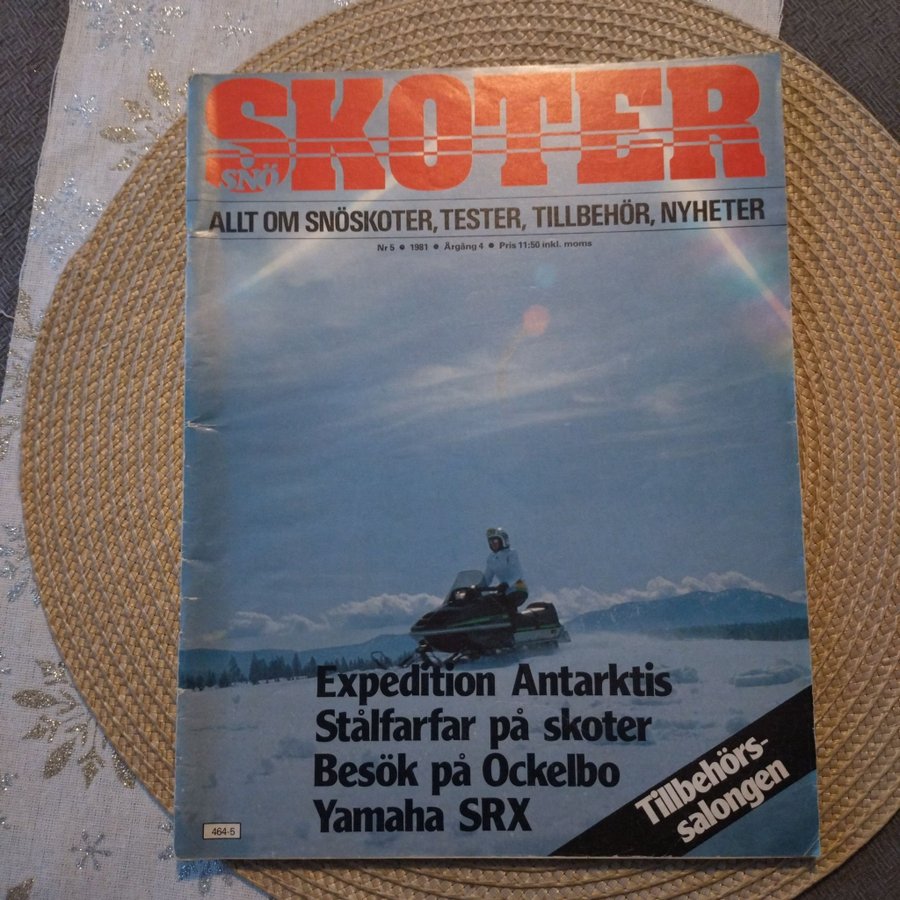 SKOTER
SNÖ
ALLT OM SNÖSKOTER, TESTER, TILLBEHÖR, NYHETER
Nr 5 • 1981 • Årgång 4 • Pris 11:50 inkl. moms
Expedition Antarktis
Stålfarfar på skoter
Besök på Ockelbo
Yamaha SRX
Tillbehörs-
salongen
464-5